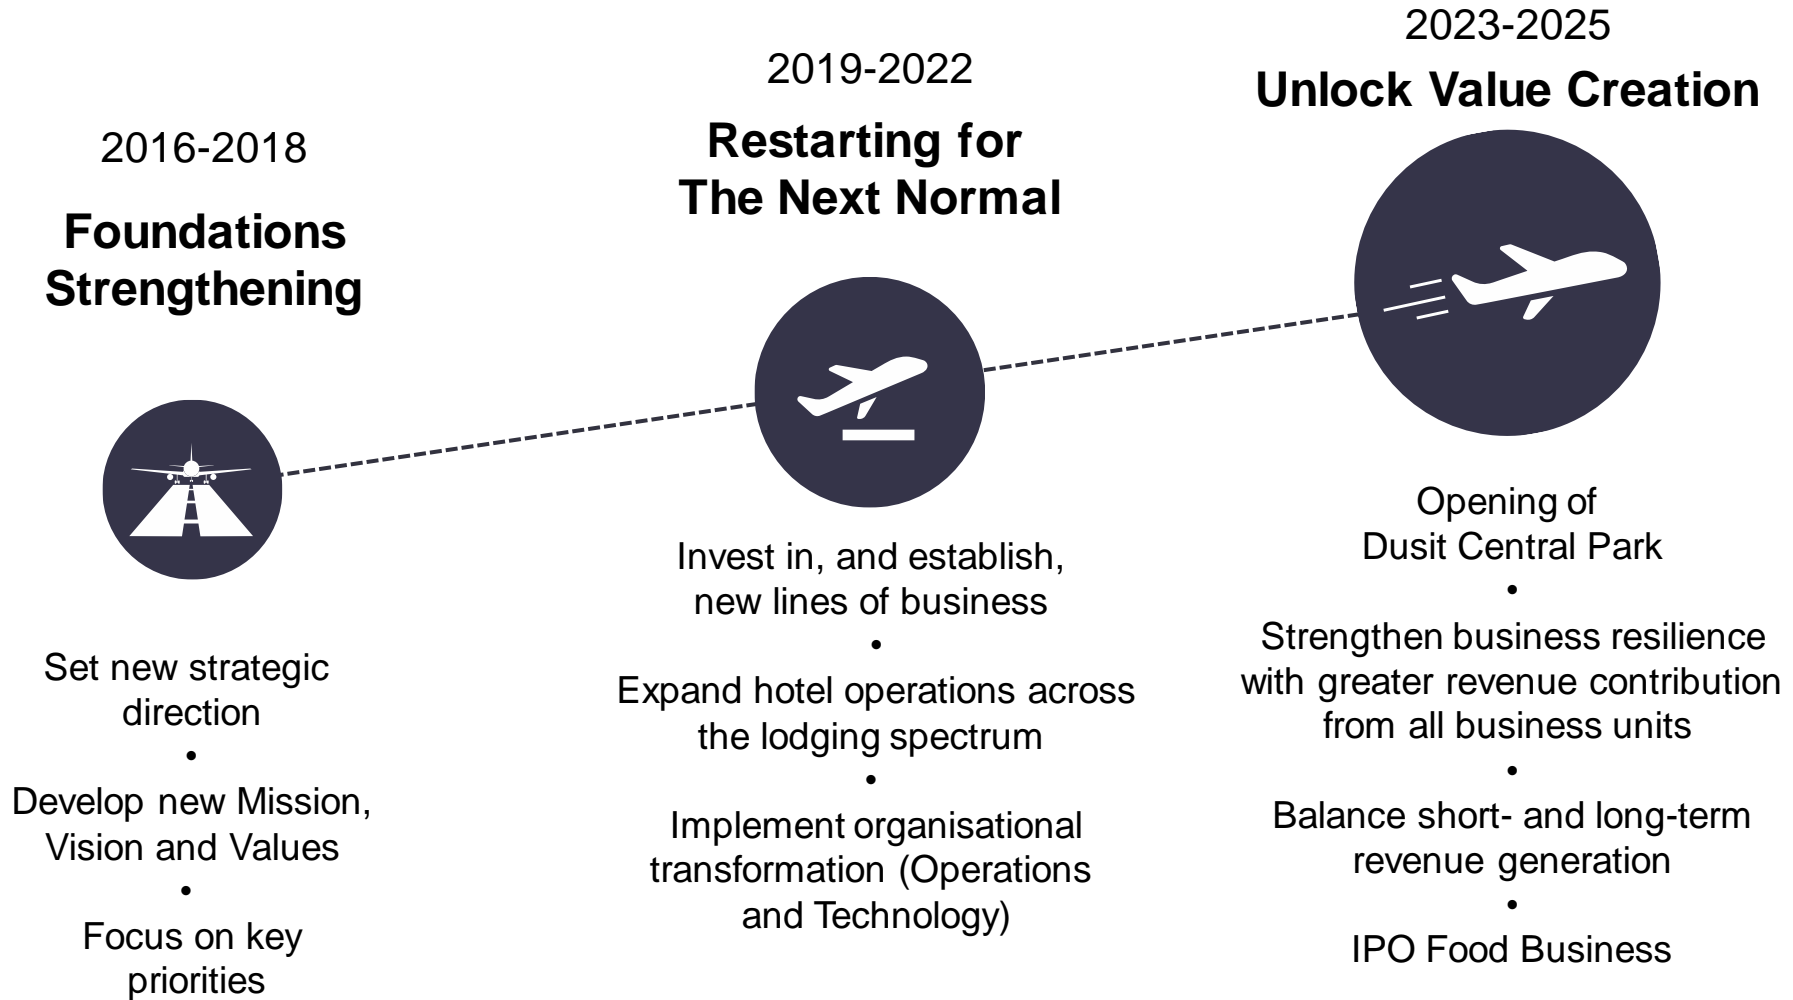 2016-2018
Foundations
Strengthening
Set new strategic
direction
•
Develop new Mission,
Vision and Values
•
Focus on key
priorities
2019-2022
Restarting for
The Next Normal
Invest in, and establish,
new lines of business
•
Expand hotel operations across
the lodging spectrum
•
Implement organisational
transformation (Operations
and Technology)
2023-2025
Unlock Value Creation
Opening of
Dusit Central Park
•
Strengthen business resilience
with greater revenue contribution
from all business units
•
Balance short- and long-term
revenue generation
•
IPO Food Business